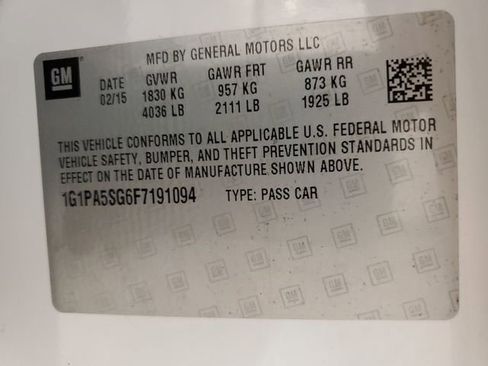 GM
MFD BY GENERAL MOTORS LLC
DATE GVWR GAWR FRT GAWR RR
02/15 1830 KG 957 KG 873 KG
4036 LB 2111 LB 1925 LB
THIS VEHICLE CONFORMS TO ALL APPLICABLE U.S. FEDERAL MOTOR
VEHICLE SAFETY, BUMPER, AND THEFT PREVENTION STANDARDS IN
EFFECT ON THE DATE OF MANUFACTURE SHOWN ABOVE.
1G1PA5SG6F7191094 TYPE: PASS CAR